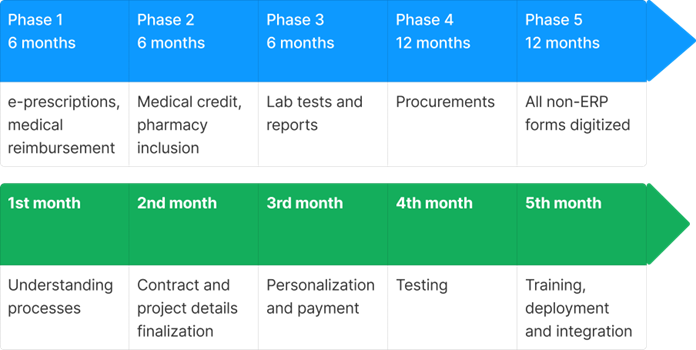 Phase 1
6 months
Phase 2
6 months
Phase 3
6 months
Phase 4
12 months
Phase 5
12 months
e-prescriptions,
medical
reimbursement
Medical credit,
pharmacy
inclusion
Lab tests and
reports
Procurements
All non-ERP
forms digitized
1st month
2nd month
3rd month
4th month
5th month
Understanding
processes
Contract and
project details
finalization
Personalization
and payment
Testing
Training,
deployment
and integration